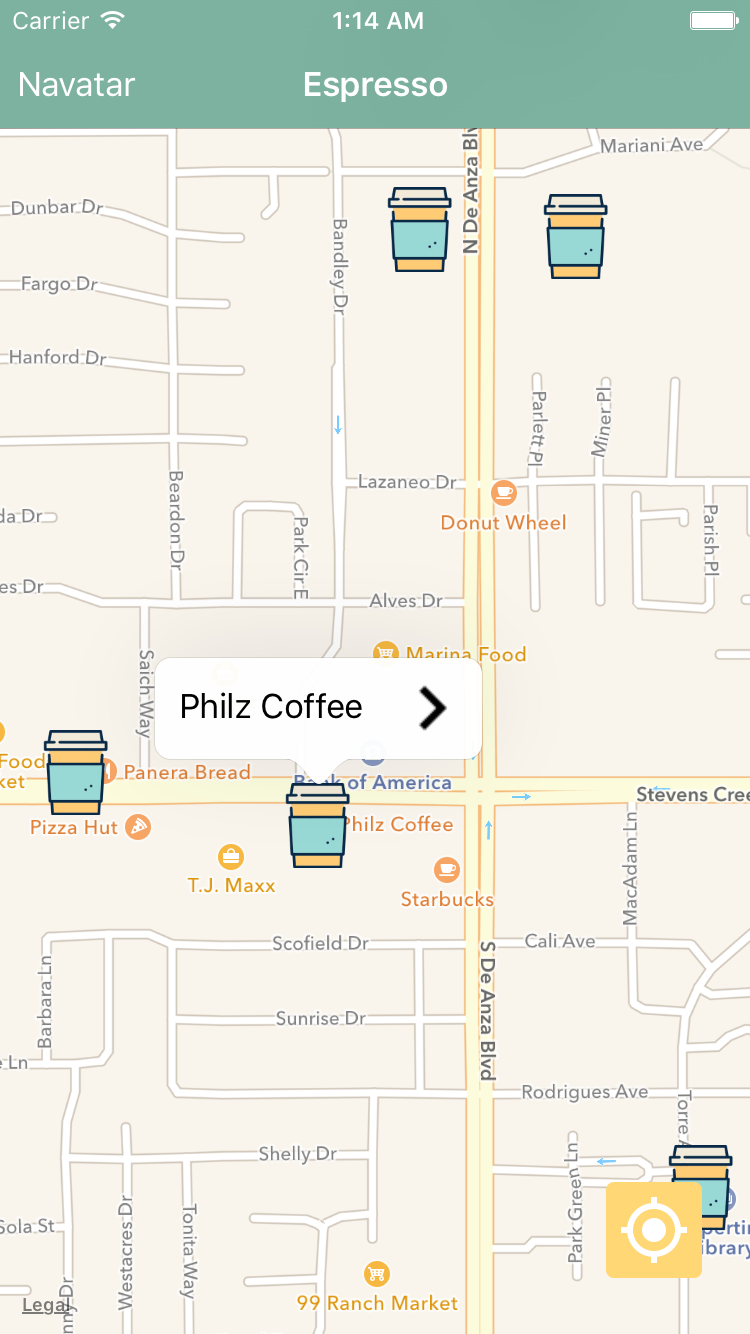 Carrier 1:14 AM
Navatar Espresso
Mariani Ave
N De Anza Blv
Dunbar Dr
Bandley Dr
Fargo Dr
Hanford Dr
Parlett Pl
Miner Pl
Lazaneo Dr
Beardon Dr
Donut Wheel
Parish Pl
da Dr
Park Cir E
es Dr
Alves Dr
Saich Way
Marina Food
Philz Coffee
Food
ket
Panera Bread
Bank of America
Stevens Cree
Pizza Hut
Philz Coffee
MacAdam Ln
T.J. Maxx
Starbucks
Scofield Dr
Cali Ave
Barbara Ln
S De Anza Blvd
Sunrise Dr
e Ln
Rodrigues Ave
Torre A
Shelly Dr
Park Green Ln
Westacres Dr
Tonita Way
Sola St
pertin
ibrary
99 Ranch Market
Legal
nny Dr